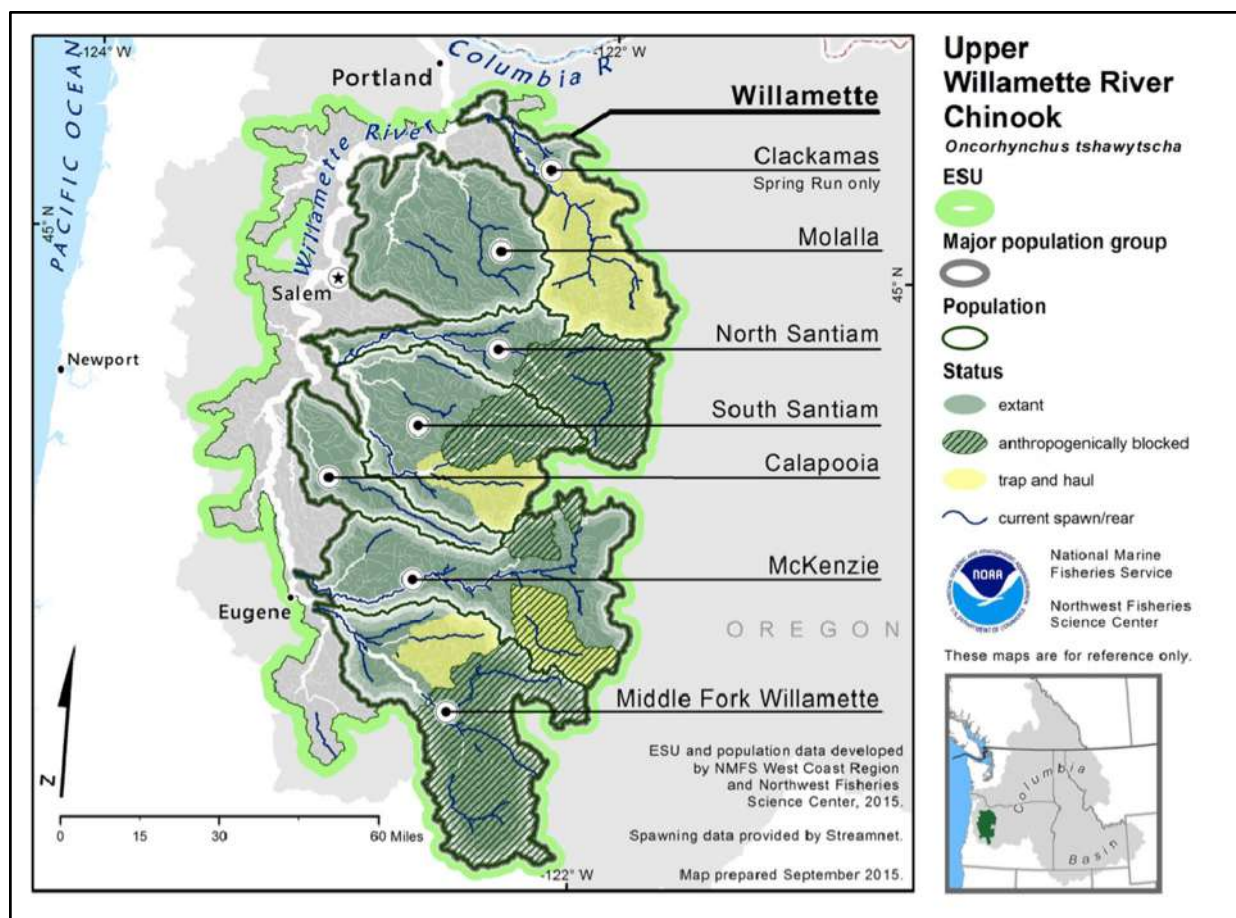 -124° W
-122° W
PACIFIC OCEAN
Columbia R
Portland
Willamette River
Willamette
Clackamas
Spring Run only
Molalla
45° N
45° N
Salem
North Santiam
Newport
South Santiam
Calapooia
McKenzie
Eugene
OREGON
Middle Fork Willamette
N
0 15 30 60 Miles
ESU and population data developed
by NMFS West Coast Region
and Northwest Fisheries
Science Center, 2015.
Spawning data provided by Streamnet.
Map prepared September 2015.
-122° W
Upper
Willamette River
Chinook
Oncorhynchus tshawytscha
ESU
Major population group
Population
Status
extant
anthropogenically blocked
trap and haul
current spawn/rear
NOAA
National Marine
Fisheries Service
Northwest Fisheries
Science Center
These maps are for reference only.
Columbia
Basin